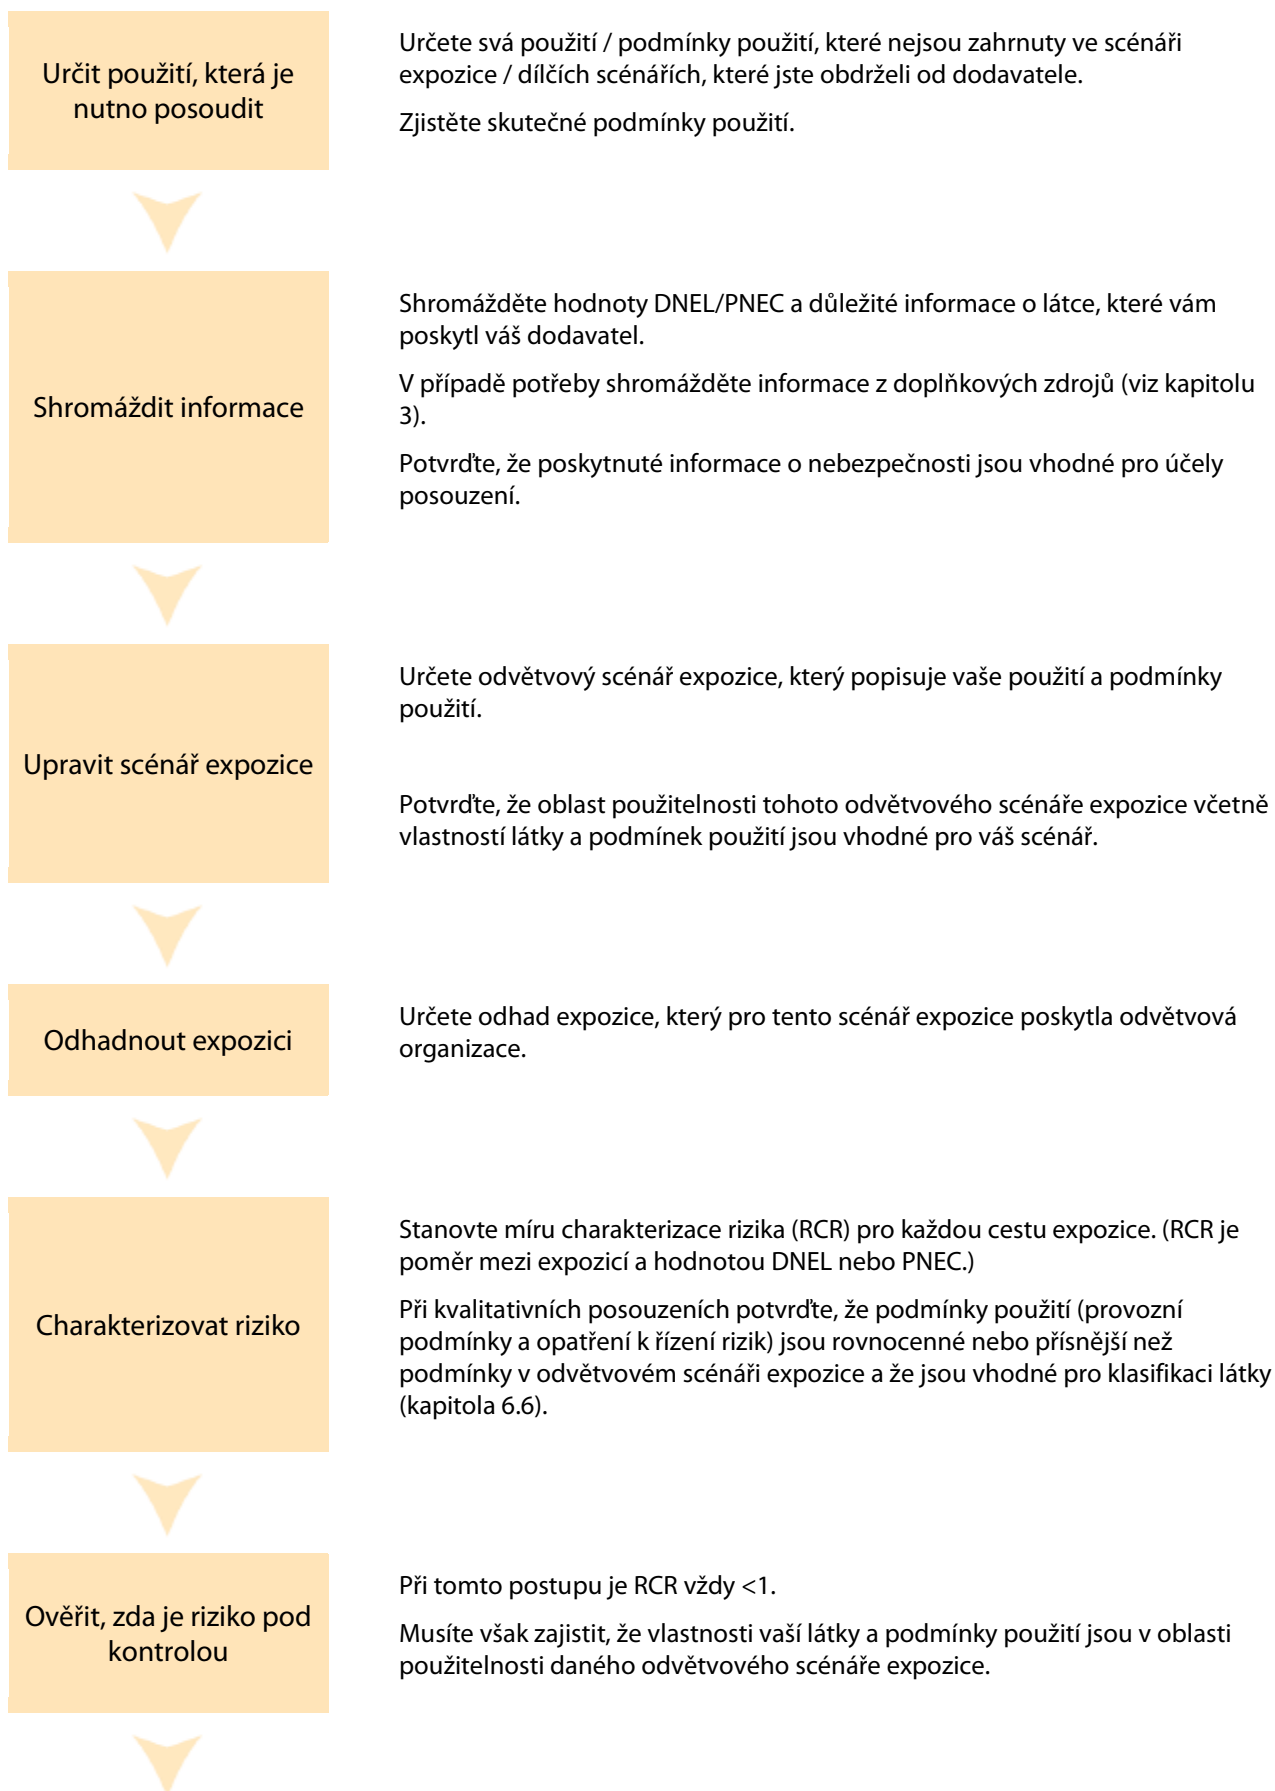 Určit použití, která je
nutno posoudit
Určete svá použití / podmínky použití, které nejsou zahrnuty ve scénáři
expozice / dílčích scénářích, které jste obdrželi od dodavatele.
Zjistěte skutečné podmínky použití.
Shromáždit informace
Shromážděte hodnoty DNEL/PNEC a důležité informace o látce, které vám
poskytl váš dodavatel.
V případě potřeby shromážděte informace z doplňkových zdrojů (viz kapitolu
3).
Potvrďte, že poskytnuté informace o nebezpečnosti jsou vhodné pro účely
posouzení.
Upravit scénář expozice
Určete odvětvový scénář expozice, který popisuje vaše použití a podmínky
použití.
Potvrďte, že oblast použitelnosti tohoto odvětvového scénáře expozice včetně
vlastností látky a podmínek použití jsou vhodné pro váš scénář.
Odhadnout expozici
Určete odhad expozice, který pro tento scénář expozice poskytla odvětvová
organizace.
Charakterizovat riziko
Stanovte míru charakterizace rizika (RCR) pro každou cestu expozice. (RCR je
poměr mezi expozicí a hodnotou DNEL nebo PNEC.)
Při kvalitativních posouzeních potvrďte, že podmínky použití (provozní
podmínky a opatření k řízení rizik) jsou rovnocenné nebo přísnější než
podmínky v odvětvovém scénáři expozice a že jsou vhodné pro klasifikaci látky
(kapitola 6.6).
Ověřit, zda je riziko pod
kontrolou
Při tomto postupu je RCR vždy <1.
Musíte však zajistit, že vlastnosti vaší látky a podmínky použití jsou v oblasti
použitelnosti daného odvětvového scénáře expozice.